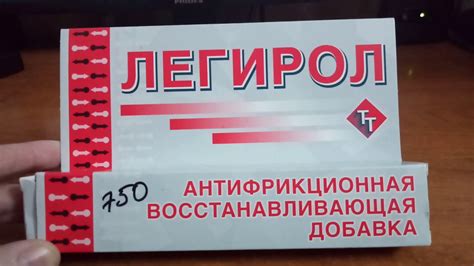 ЛЕГИРОЛ
ТТ
750
АНТИФРИКЦИОННАЯ
ВОССТАНАВЛИВАЮЩАЯ
ДОБАВКА